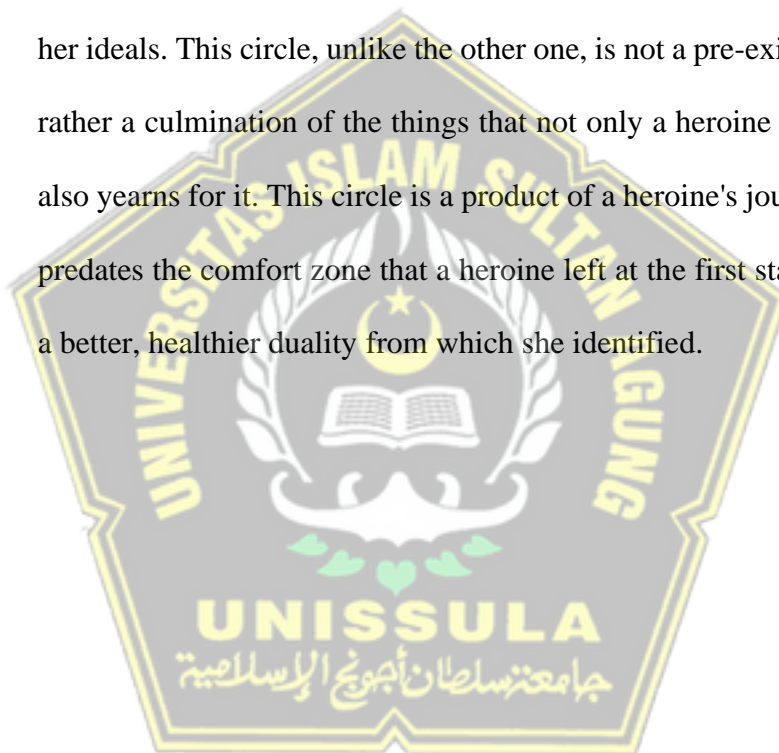 her ideals. This circle, unlike the other one, is not a pre-exi
rather a culmination of the things that not only a heroine
also yearns for it. This circle is a product of a heroine's jou
predates the comfort zone that a heroine left at the first sta
a better, healthier duality from which she identified.
UNIVERSITAS ISLAM SULTAN AGUNG
UNISSULA
جامعة سلطان أجونج الإسلامية